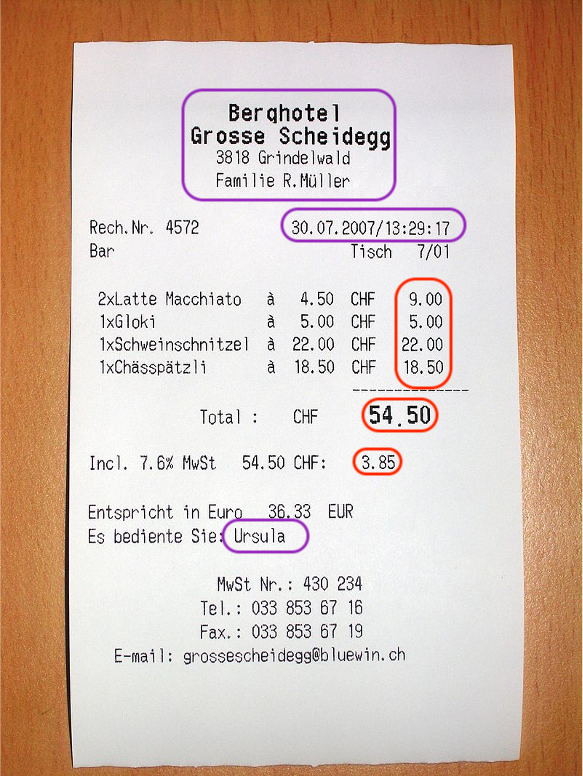 Berghotel
Grosse Scheidegg
3818 Grindelwald
Familie R.Müller
Rech.Nr. 4572 30.07.2007/13:29:17
Bar Tisch 7/01
2xLatte Macchiato à 4.50 CHF 9.00
1xGloki à 5.00 CHF 5.00
1xSchweinschnitzel à 22.00 CHF 22.00
1xChässpätzli à 18.50 CHF 18.50
Total : CHF 54.50
Incl. 7.6% MwSt 54.50 CHF: 3.85
Entspricht in Euro 36.33 EUR
Es bediente Sie: Ursula
MwSt Nr.: 430 234
Tel.: 033 853 67 16
Fax.: 033 853 67 19
E-mail: grossescheidegg@bluewin.ch